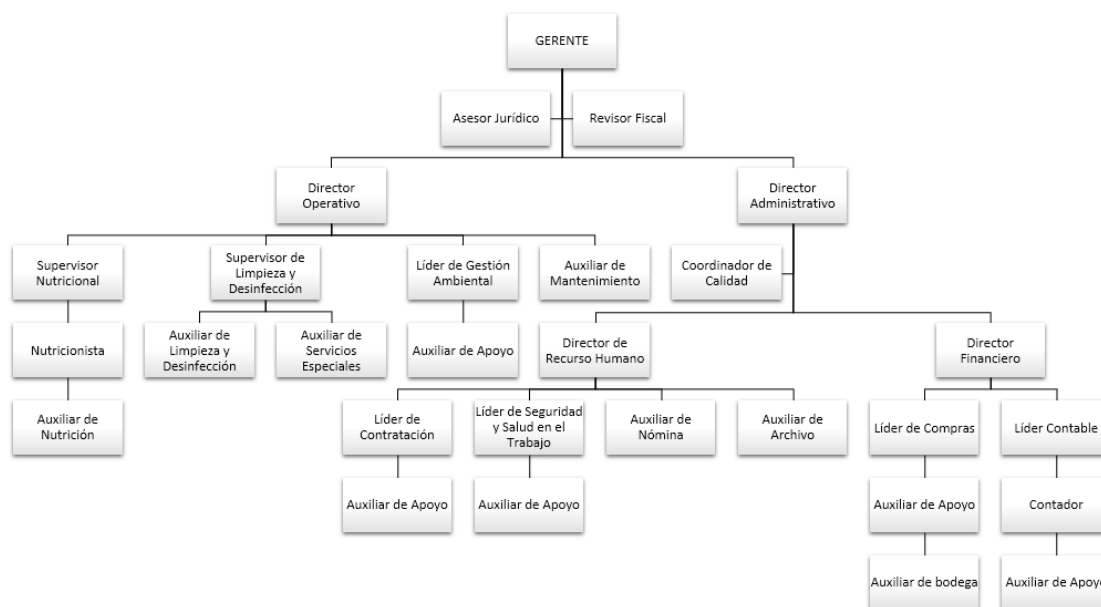 GERENTE
Asesor Jurídico
Revisor Fiscal
Director
Operativo
Director
Administrativo
Supervisor
Nutricional
Supervisor de
Limpieza y
Desinfección
Líder de Gestión
Ambiental
Auxiliar de
Mantenimiento
Coordinador de
Calidad
Nutricionista
Auxiliar de
Limpieza y
Desinfección
Auxiliar de
Servicios
Especiales
Auxiliar de Apoyo
Director de
Recurso Humano
Director
Financiero
Auxiliar de
Nutrición
Líder de
Contratación
Líder de Seguridad
y Salud en el
Trabajo
Auxiliar de
Nómina
Auxiliar de
Archivo
Líder de Compras
Líder Contable
Auxiliar de Apoyo
Auxiliar de Apoyo
Auxiliar de Apoyo
Contador
Auxiliar de bodega
Auxiliar de Apoyo